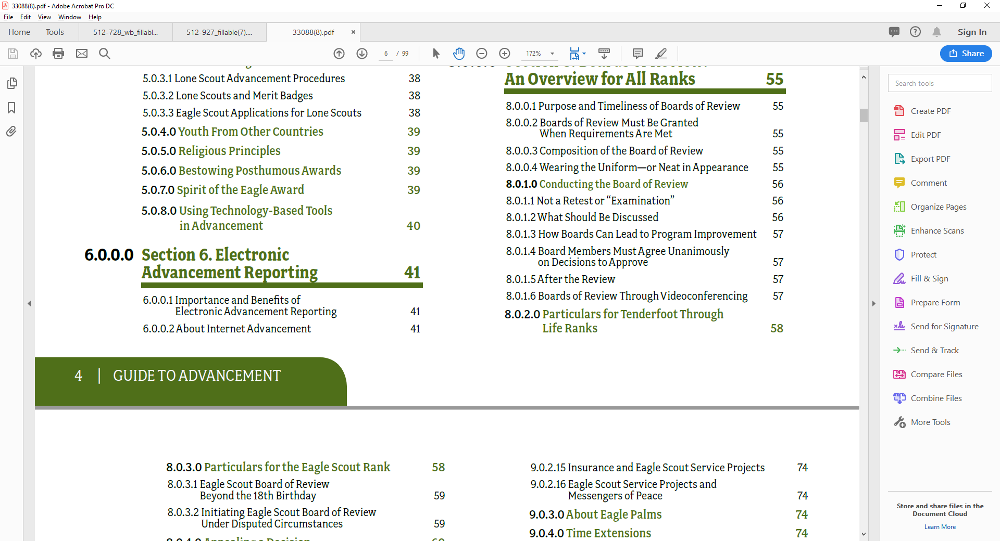 33088(8).pdf - Adobe Acrobat Pro DC
File Edit View Window Help
Home Tools 512-728_wb_fillabl... 512-927_fillable(7).... 33088(8).pdf × Sign In
6 / 99 172% Share
5.0.3.1 Lone Scout Advancement Procedures 38
5.0.3.2 Lone Scouts and Merit Badges 38
5.0.3.3 Eagle Scout Applications for Lone Scouts 38
5.0.4.0 Youth From Other Countries 39
5.0.5.0 Religious Principles 39
5.0.6.0 Bestowing Posthumous Awards 39
5.0.7.0 Spirit of the Eagle Award 39
5.0.8.0 Using Technology-Based Tools
in Advancement 40
6.0.0.0 Section 6. Electronic
Advancement Reporting 41
6.0.0.1 Importance and Benefits of
Electronic Advancement Reporting 41
6.0.0.2 About Internet Advancement 41
An Overview for All Ranks 55
8.0.0.1 Purpose and Timeliness of Boards of Review 55
8.0.0.2 Boards of Review Must Be Granted
When Requirements Are Met 55
8.0.0.3 Composition of the Board of Review 55
8.0.0.4 Wearing the Uniform—or Neat in Appearance 55
8.0.1.0 Conducting the Board of Review 56
8.0.1.1 Not a Retest or “Examination” 56
8.0.1.2 What Should Be Discussed 56
8.0.1.3 How Boards Can Lead to Program Improvement 57
8.0.1.4 Board Members Must Agree Unanimously
on Decisions to Approve 57
8.0.1.5 After the Review 57
8.0.1.6 Boards of Review Through Videoconferencing 57
8.0.2.0 Particulars for Tenderfoot Through
Life Ranks 58
4 | GUIDE TO ADVANCEMENT
8.0.3.0 Particulars for the Eagle Scout Rank 58
8.0.3.1 Eagle Scout Board of Review
Beyond the 18th Birthday 59
8.0.3.2 Initiating Eagle Scout Board of Review
Under Disputed Circumstances 59
8.0.4.0 Appealing a Decision 60
9.0.2.15 Insurance and Eagle Scout Service Projects 74
9.0.2.16 Eagle Scout Service Projects and
Messengers of Peace 74
9.0.3.0 About Eagle Palms 74
9.0.4.0 Time Extensions 74
Search tools
Create PDF
Edit PDF
Export PDF
Comment
Organize Pages
Enhance Scans
Protect
Fill & Sign
Prepare Form
Send for Signature
Send & Track
Compare Files
Combine Files
More Tools
Store and share files in the
Document Cloud
Learn More